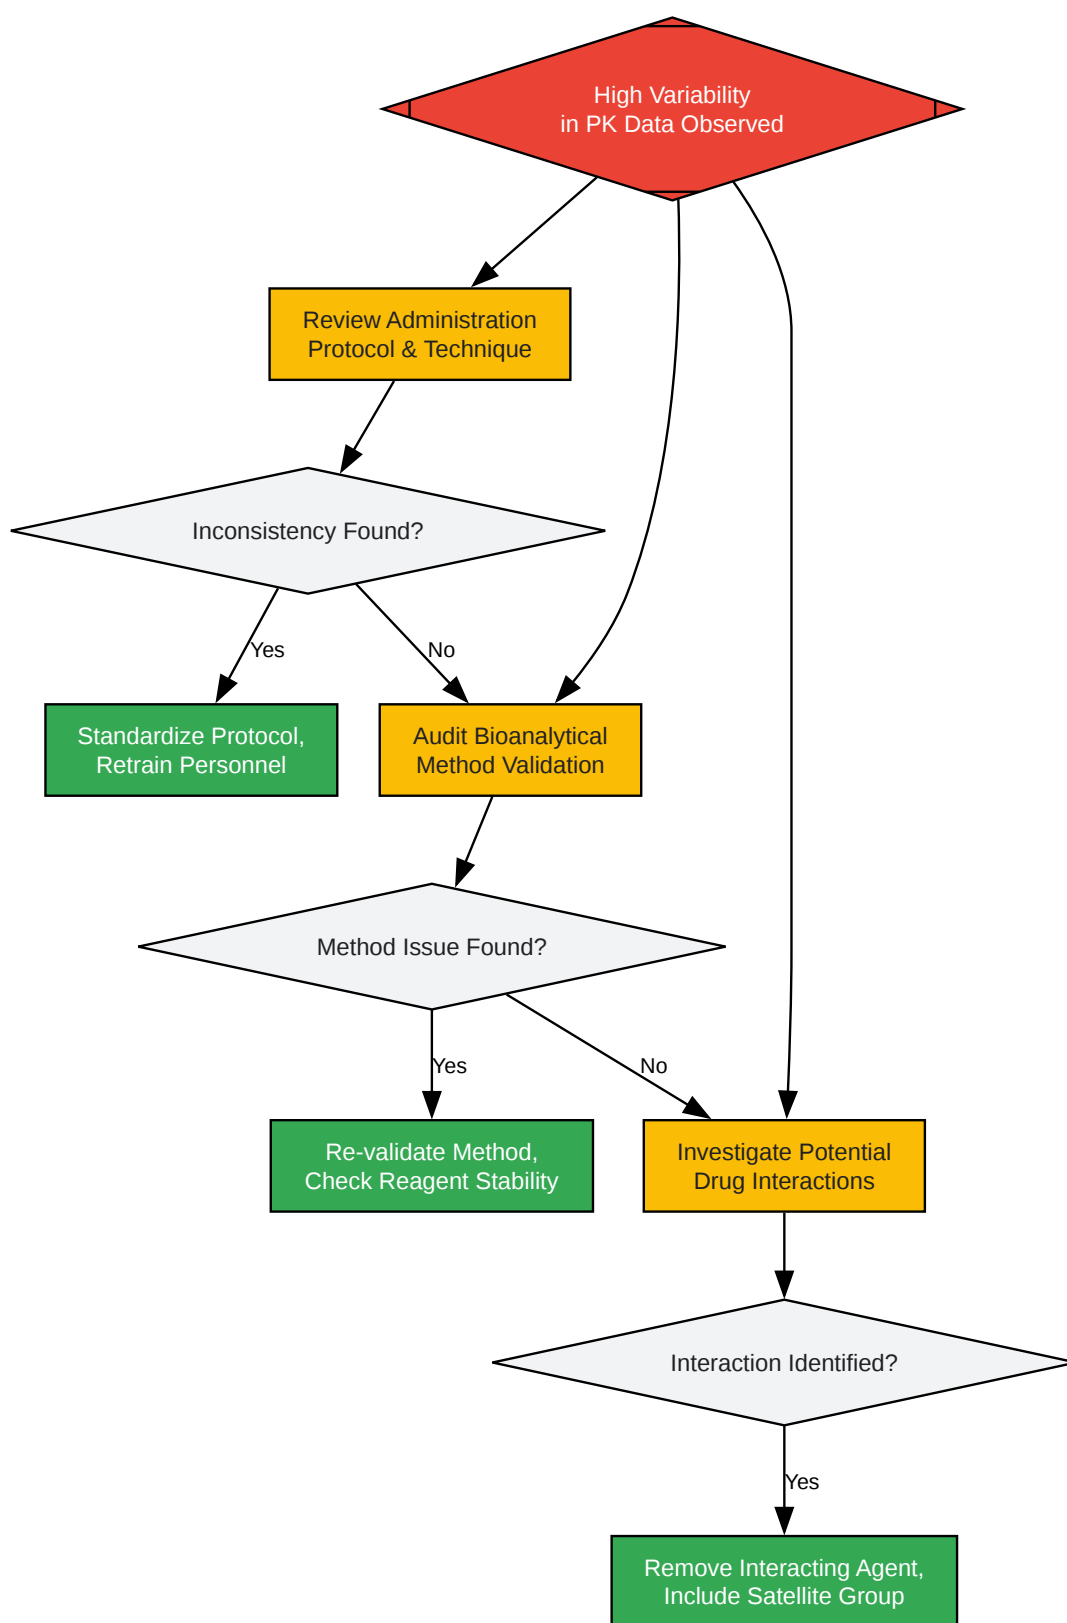 High Variability
in PK Data Observed
Review Administration
Protocol & Technique
Inconsistency Found?
Yes
No
Standardize Protocol,
Retrain Personnel
Audit Bioanalytical
Method Validation
Method Issue Found?
Yes
No
Re-validate Method,
Check Reagent Stability
Investigate Potential
Drug Interactions
Interaction Identified?
Yes
Remove Interacting Agent,
Include Satellite Group